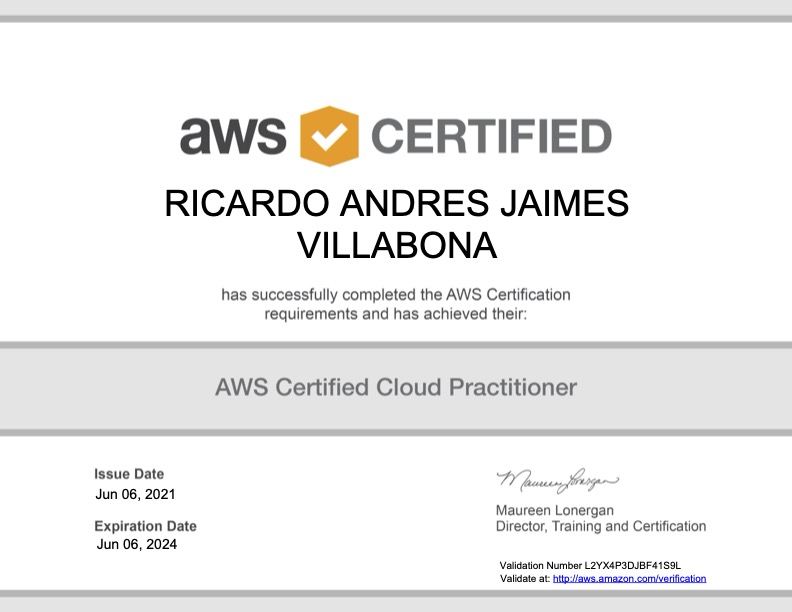 aws CERTIFIED
RICARDO ANDRES JAIMES
VILLABONA
has successfully completed the AWS Certification
requirements and has achieved their:
AWS Certified Cloud Practitioner
Issue Date
Jun 06, 2021
Expiration Date
Jun 06, 2024
Maureen Lonergan
Maureen Lonergan
Director, Training and Certification
Validation Number L2YX4P3DJBF41S9L
Validate at: http://aws.amazon.com/verification